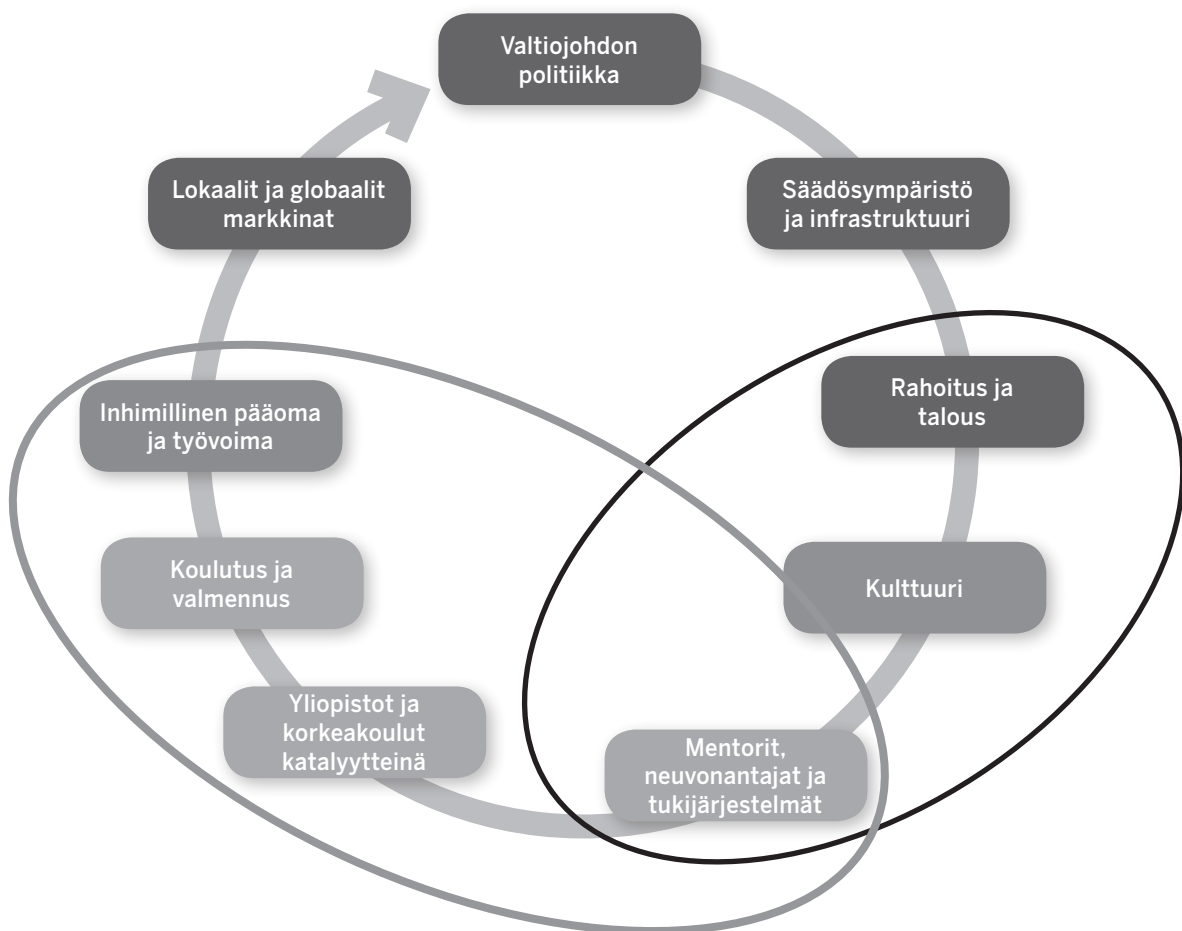 Valtiojohdon
politiikka
Säädösympäristö
ja infrastruktuuri
Rahoitus ja
talous
Kulttuuri
Mentorit,
neuvonantajat ja
tukijärjestelmät
Yliopistot ja
korkeakoulut
katalyytteinä
Koulutus ja
valmennus
Inhimillinen pääoma
ja työvoima
Lokaalit ja globaalit
markkinat